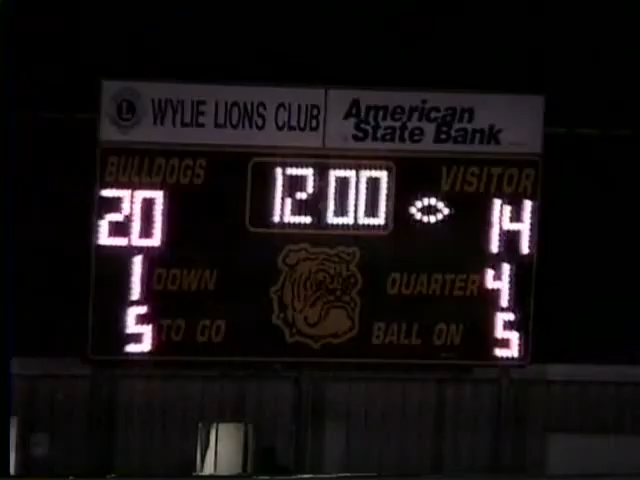 L
WYLIE LIONS CLUB
American
State Bank
BULLDOGS 12 00 VISITOR
20 14
1 DOWN QUARTER 4
5 TO GO BALL ON 5